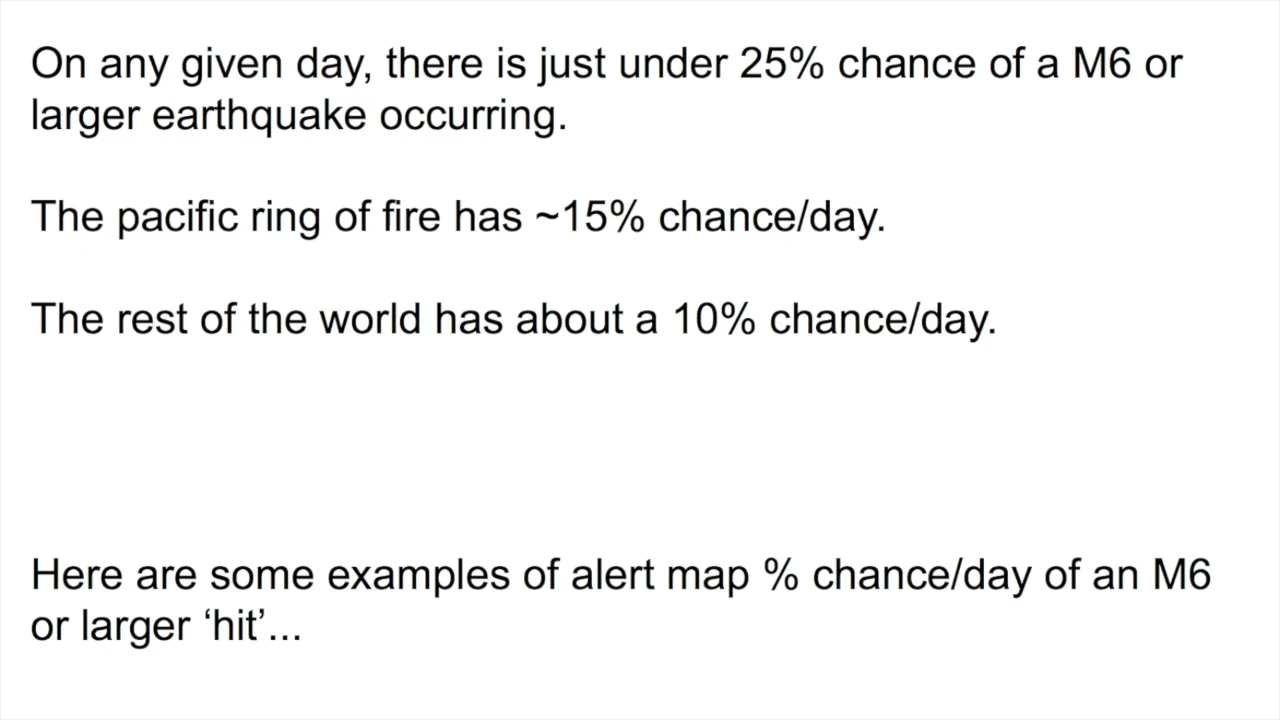 On any given day, there is just under 25% chance of a M6 or
larger earthquake occurring.
The pacific ring of fire has ~15% chance/day.
The rest of the world has about a 10% chance/day.
Here are some examples of alert map % chance/day of an M6
or larger ‘hit’...